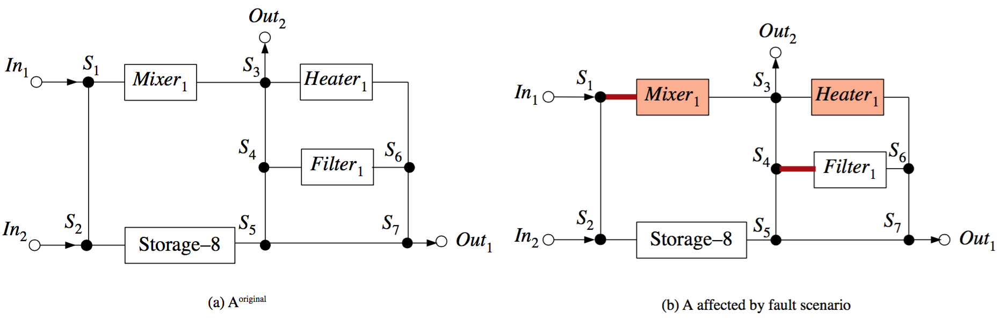 Out₂
In₁ S₁ Mixer₁ S₃ Heater₁
S₄ Filter₁ S₆
In₂ S₂ Storage–8 S₅ S₇ Out₁
(a) Aᵒʳⁱᵍⁱⁿᵃˡ
Out₂
In₁ S₁ Mixer₁ S₃ Heater₁
S₄ Filter₁ S₆
In₂ S₂ Storage–8 S₅ S₇ Out₁
(b) A affected by fault scenario